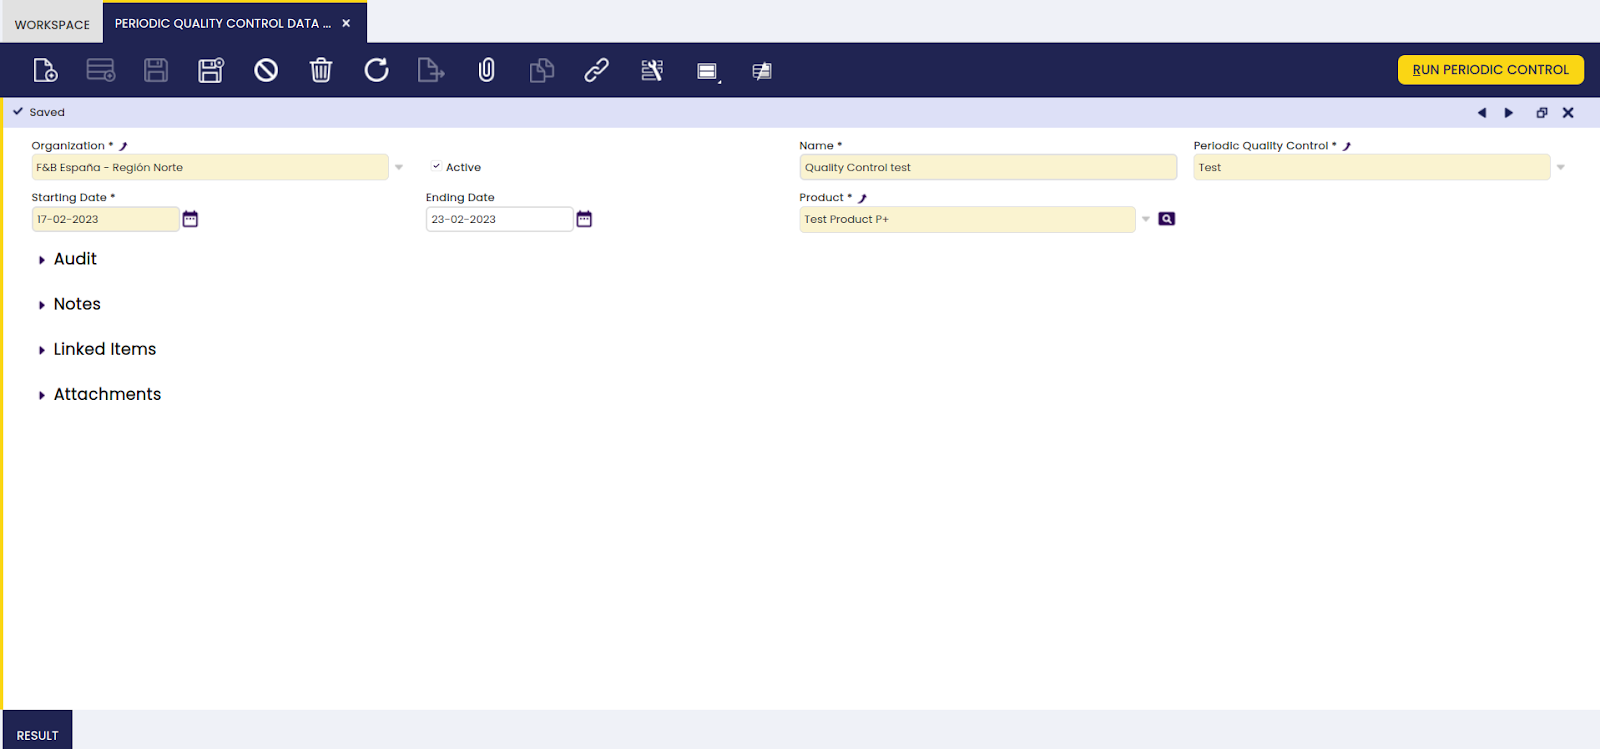 WORKSPACE
PERIODIC QUALITY CONTROL DATA ...
RUN PERIODIC CONTROL
Saved
Organization *
F&B España - Región Norte
Active
Name *
Quality Control test
Periodic Quality Control *
Test
Starting Date *
17-02-2023
Ending Date
23-02-2023
Product *
Test Product P+
Audit
Notes
Linked Items
Attachments
RESULT